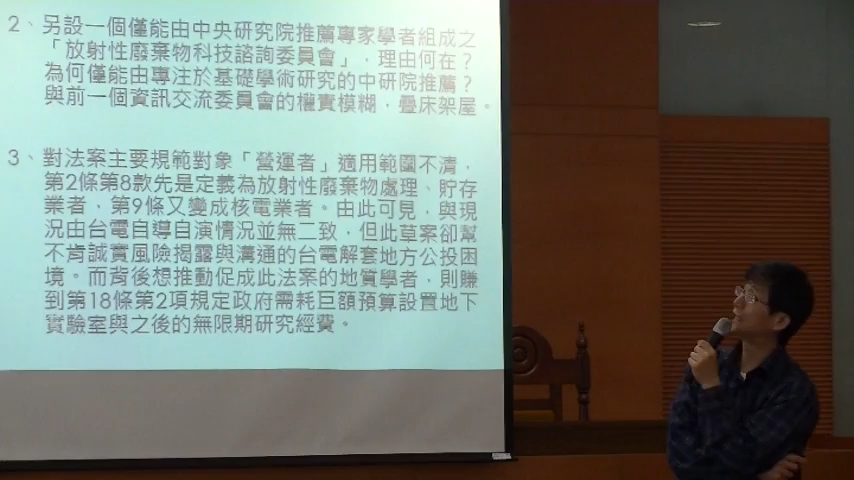 2、另設一個僅能由中央研究院推薦專家學者組成之
「放射性廢棄物科技諮詢委員會」，理由何在？
為何僅能由專注於基礎學術研究的中研院推薦？
與前一個資訊交流委員會的權責模糊，疊床架屋。
3、對法案主要規範對象「營運者」適用範圍不清，
第2條第8款先是定義為放射性廢棄物處理、貯存
業者，第9條又變成核電業者。由此可見，與現
況由台電自導自演情況並無二致，但此草案卻幫
不肯誠實風險揭露與溝通的台電解套地方公投困
境。而背後想推動促成此法案的地質學者，則賺
到第18條第2項規定政府需耗巨額預算設置地下
實驗室與之後的無限期研究經費。